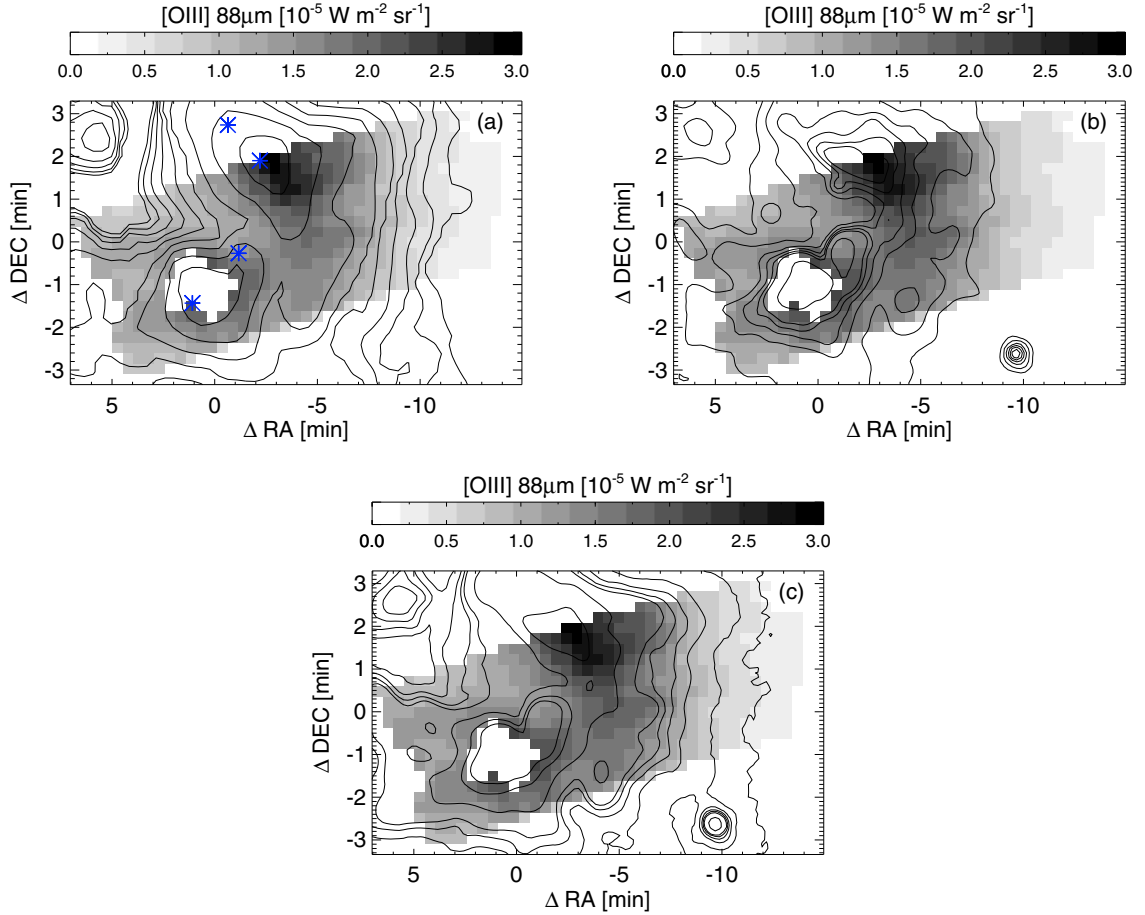 [OIII] 88μm [10⁻⁵ W m⁻² sr⁻¹]
0.0 0.5 1.0 1.5 2.0 2.5 3.0
(a)
3
2
1
0
-1
-2
-3
Δ DEC [min]
5 0 -5 -10
Δ RA [min]
[OIII] 88μm [10⁻⁵ W m⁻² sr⁻¹]
0.0 0.5 1.0 1.5 2.0 2.5 3.0
(b)
3
2
1
0
-1
-2
-3
Δ DEC [min]
5 0 -5 -10
Δ RA [min]
[OIII] 88μm [10⁻⁵ W m⁻² sr⁻¹]
0.0 0.5 1.0 1.5 2.0 2.5 3.0
(c)
3
2
1
0
-1
-2
-3
Δ DEC [min]
5 0 -5 -10
Δ RA [min]